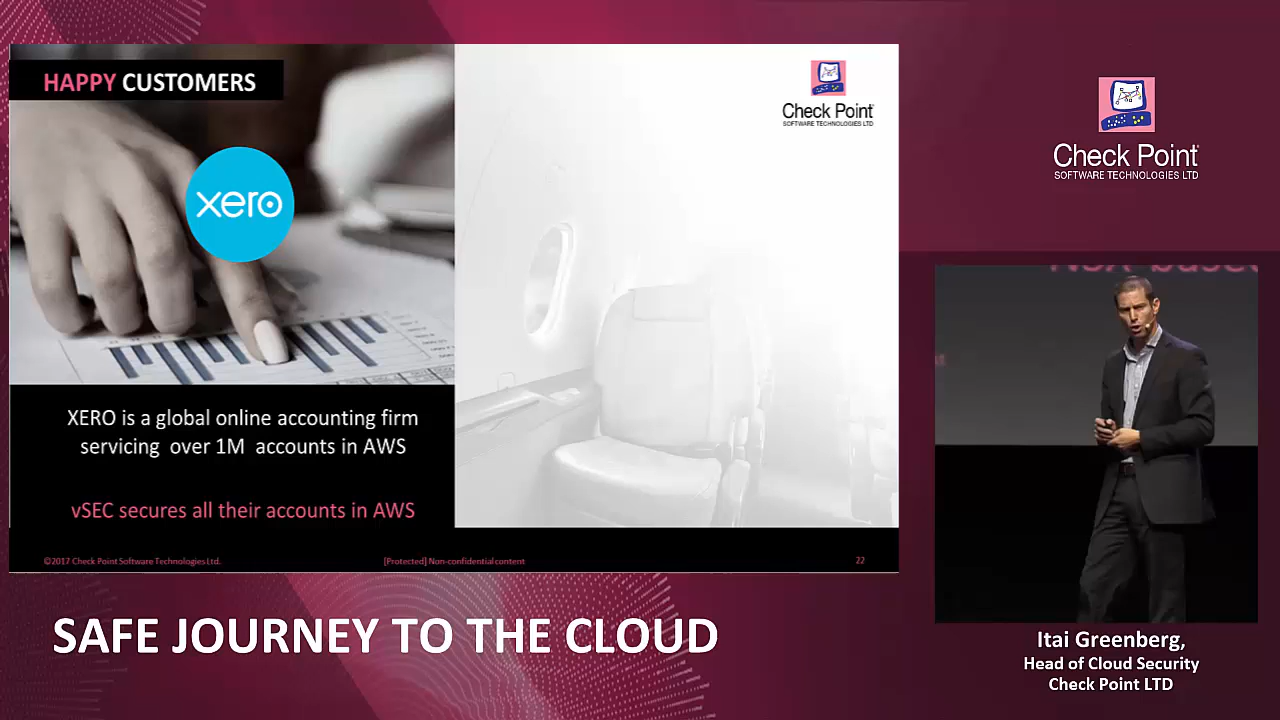 HAPPY CUSTOMERS
xero
XERO is a global online accounting firm
servicing over 1M accounts in AWS
vSEC secures all their accounts in AWS
©2017 Check Point Software Technologies Ltd.
[Protected] Non-confidential content
22
Check Point
SOFTWARE TECHNOLOGIES LTD
Check Point
SOFTWARE TECHNOLOGIES LTD
SAFE JOURNEY TO THE CLOUD
Itai Greenberg,
Head of Cloud Security
Check Point LTD